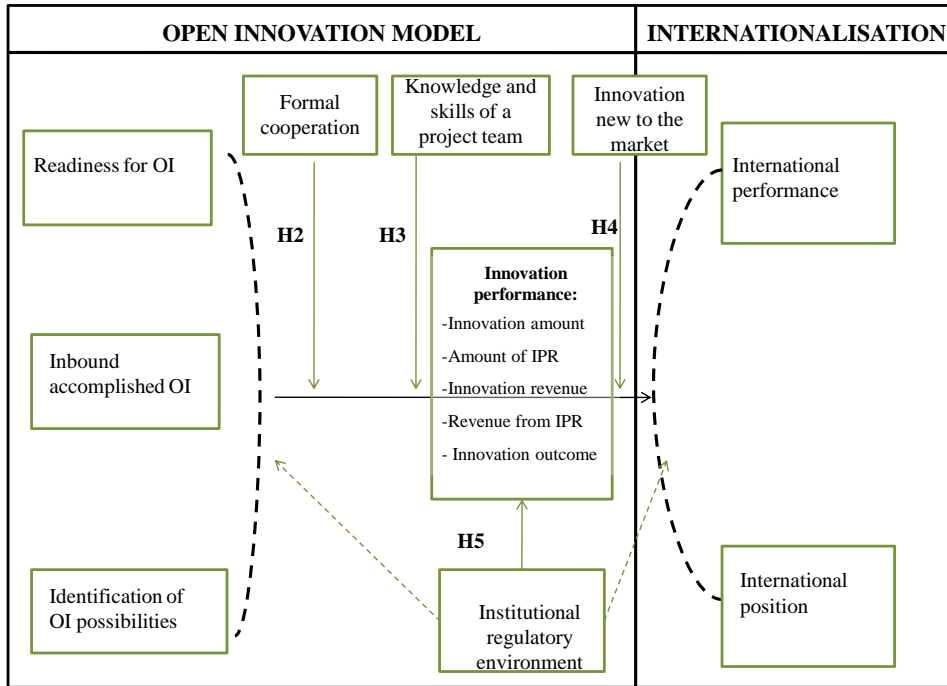 OPEN INNOVATION MODEL
INTERNATIONALISATION
Formal
cooperation
Knowledge and
skills of a
project team
Innovation
new to the
market
Readiness for OI
International
performance
H2
H3
H4
Innovation
performance:
-Innovation amount
-Amount of IPR
-Innovation revenue
-Revenue from IPR
- Innovation outcome
Inbound
accomplished OI
H5
Identification of
OI possibilities
Institutional
regulatory
environment
International
position